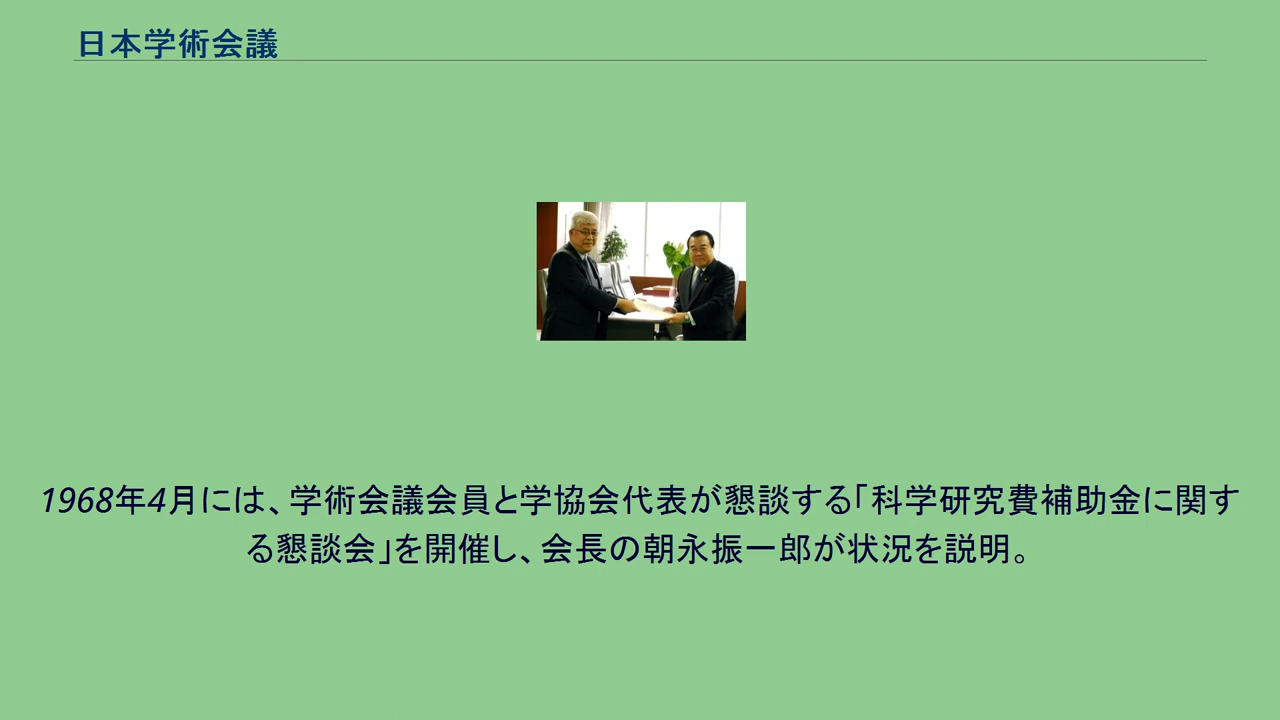 日本学術会議
1968年4月には、学術会議会員と学協会代表が懇談する「科学研究費補助金に関す
る懇談会」を開催し、会長の朝永振一郎が状況を説明。